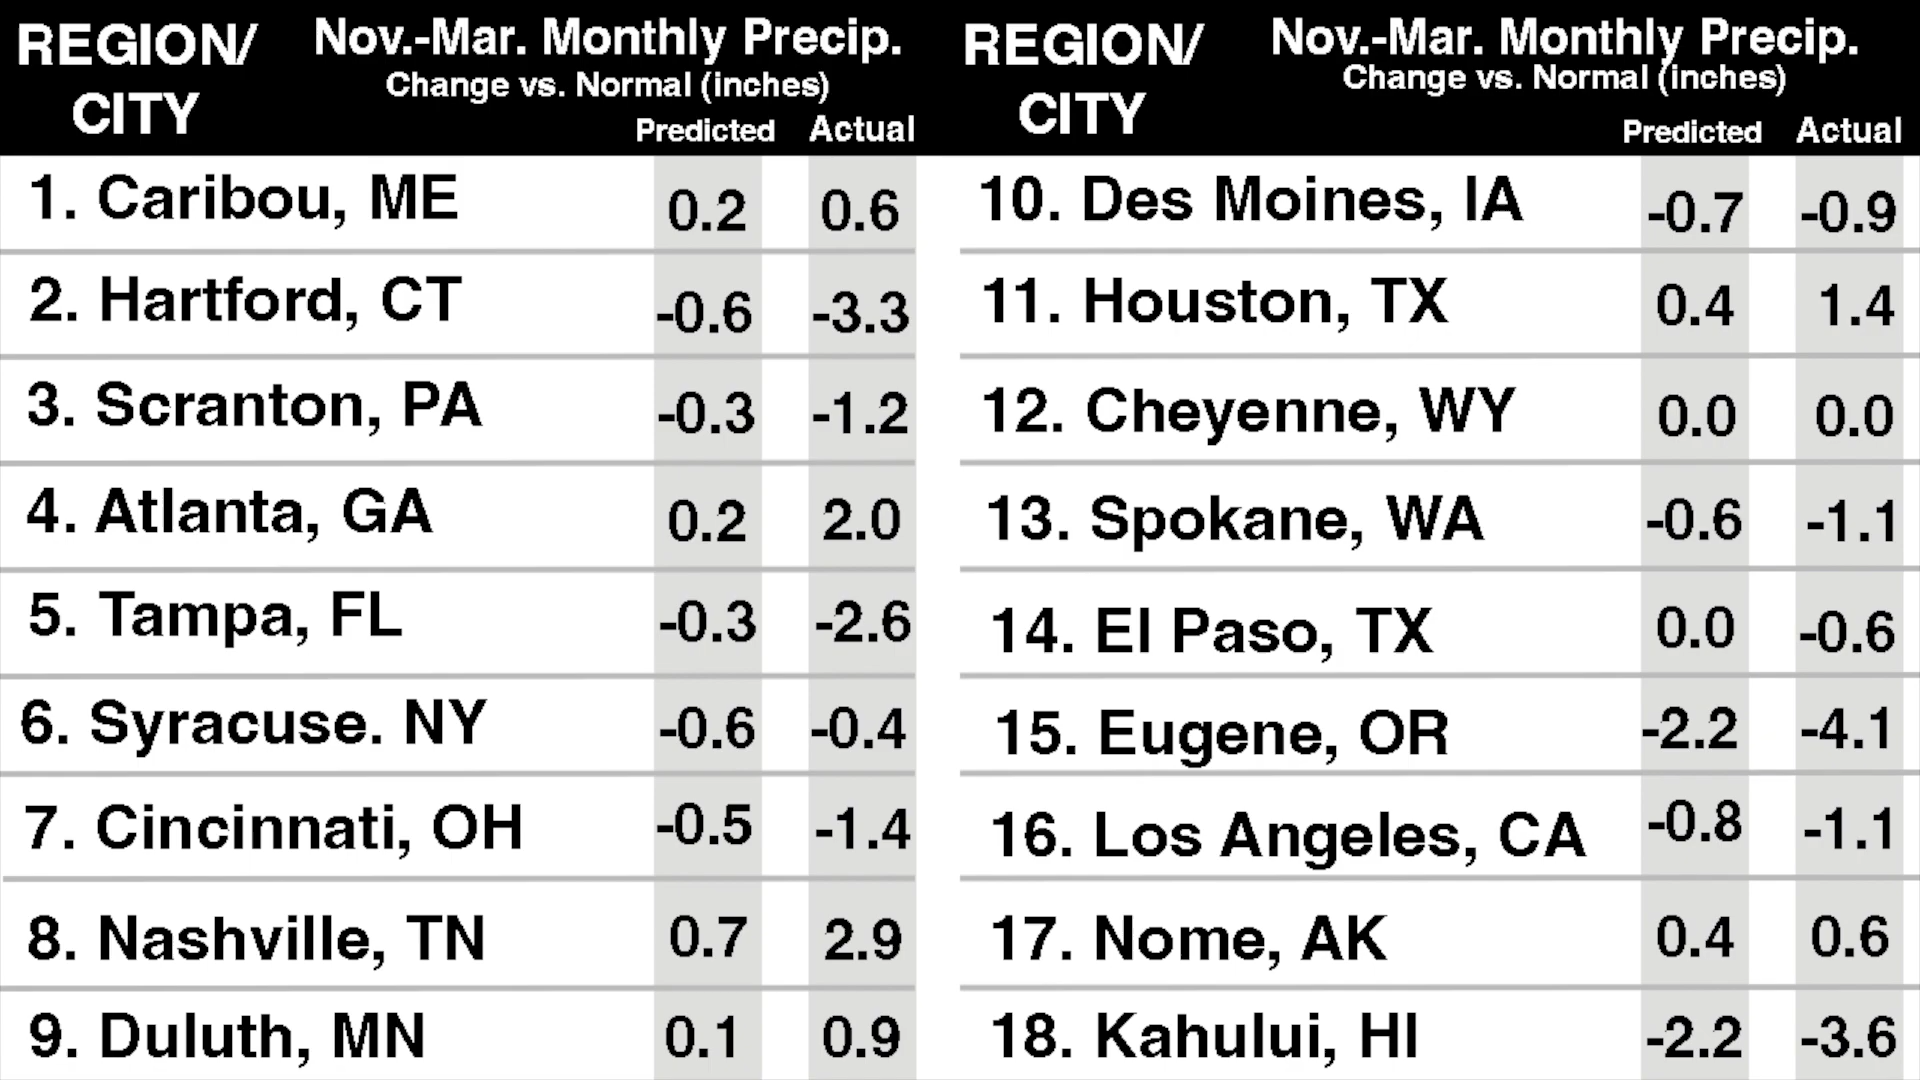 REGION/
CITY
Nov.-Mar. Monthly Precip.
Change vs. Normal (inches)
Predicted Actual
1. Caribou, ME 0.2 0.6
2. Hartford, CT -0.6 -3.3
3. Scranton, PA -0.3 -1.2
4. Atlanta, GA 0.2 2.0
5. Tampa, FL -0.3 -2.6
6. Syracuse. NY -0.6 -0.4
7. Cincinnati, OH -0.5 -1.4
8. Nashville, TN 0.7 2.9
9. Duluth, MN 0.1 0.9
REGION/
CITY
Nov.-Mar. Monthly Precip.
Change vs. Normal (inches)
Predicted Actual
10. Des Moines, IA -0.7 -0.9
11. Houston, TX 0.4 1.4
12. Cheyenne, WY 0.0 0.0
13. Spokane, WA -0.6 -1.1
14. El Paso, TX 0.0 -0.6
15. Eugene, OR -2.2 -4.1
16. Los Angeles, CA -0.8 -1.1
17. Nome, AK 0.4 0.6
18. Kahului, HI -2.2 -3.6